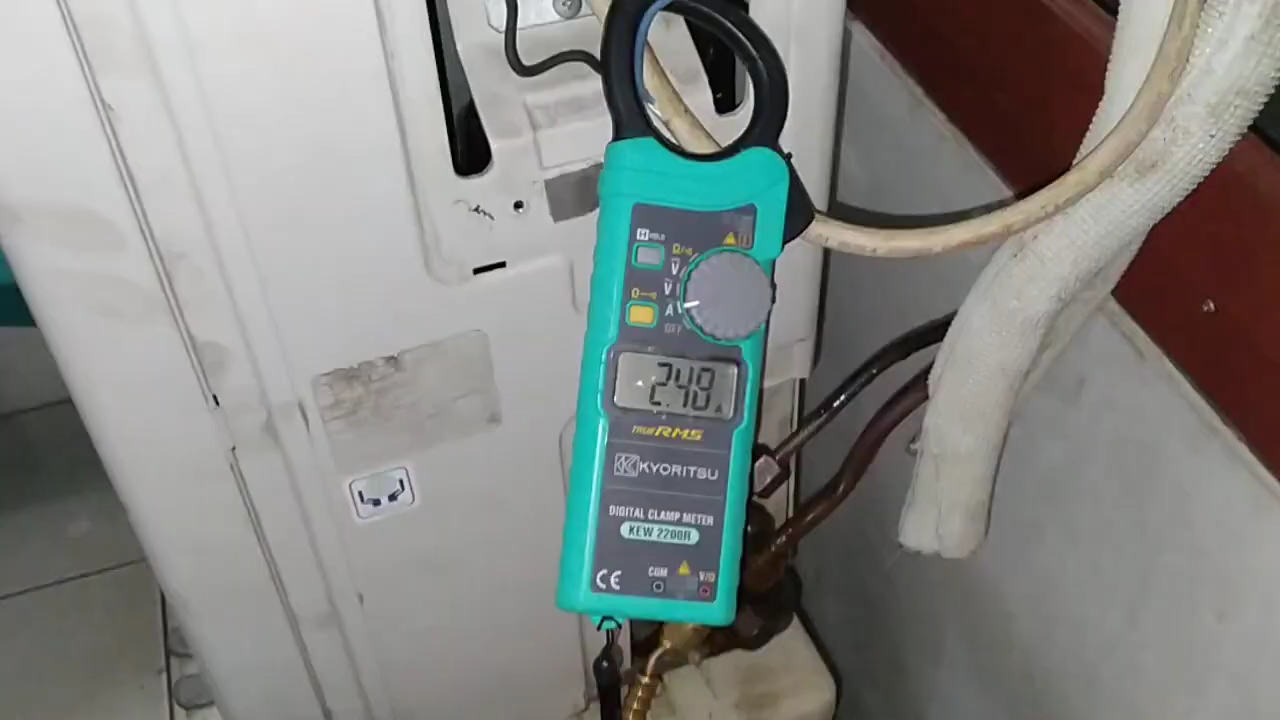 H HOLD
Ω
V
V
A
OFF
2.48
A
TRUE RMS
KYORITSU
DIGITAL CLAMP METER
KEW 2200R
CE
COM
V/Ω